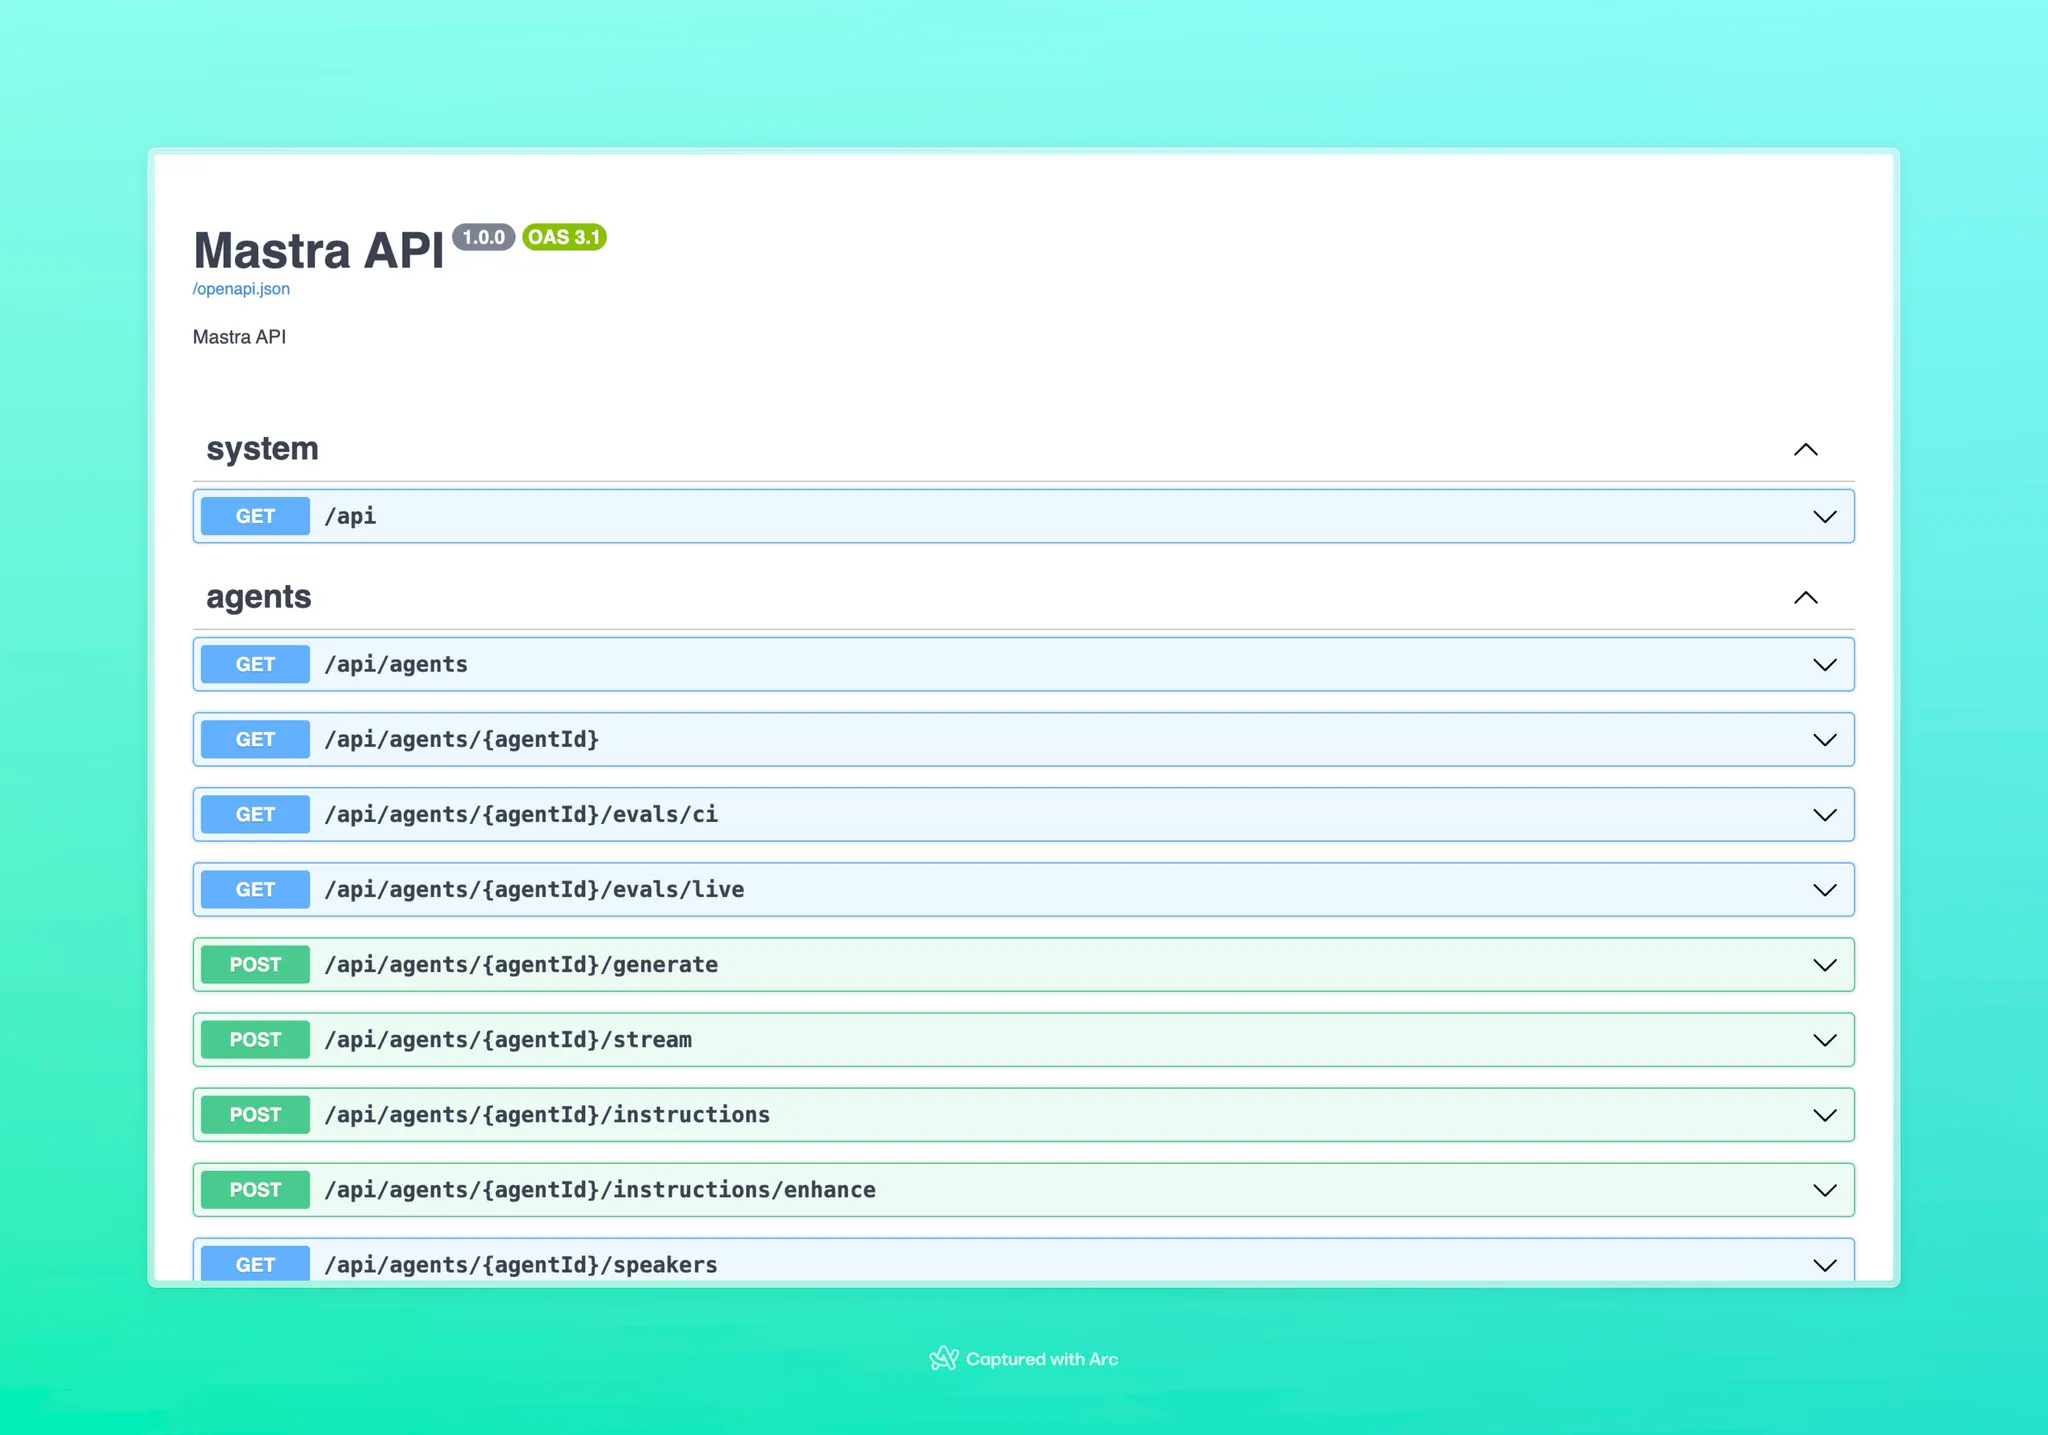 Mastra API 1.0.0 OAS 3.1
/openapi.json
Mastra API
system
GET /api
agents
GET /api/agents
GET /api/agents/{agentId}
GET /api/agents/{agentId}/evals/ci
GET /api/agents/{agentId}/evals/live
POST /api/agents/{agentId}/generate
POST /api/agents/{agentId}/stream
POST /api/agents/{agentId}/instructions
POST /api/agents/{agentId}/instructions/enhance
GET /api/agents/{agentId}/speakers
Captured with Arc